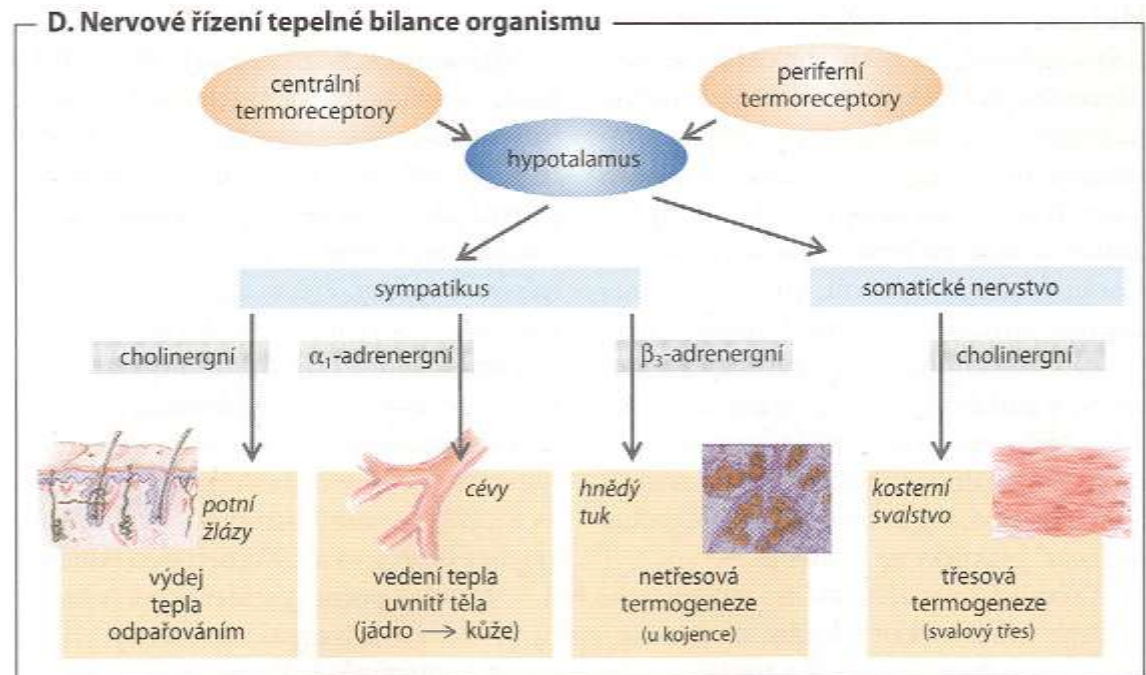 D. Nervové řízení tepelné bilance organismu
centrální
termoreceptory
periferní
termoreceptory
hypotalamus
sympatikus
somatické nervstvo
cholinergní
α₁-adrenergní
β₃-adrenergní
cholinergní
potní
žlázy
cévy
hnědý
tuk
kosterní
svalstvo
výdej
tepla
odpařováním
vedení tepla
uvnitř těla
(jádro → kůže)
netřesová
termogeneze
(u kojence)
třesová
termogeneze
(svalový třes)